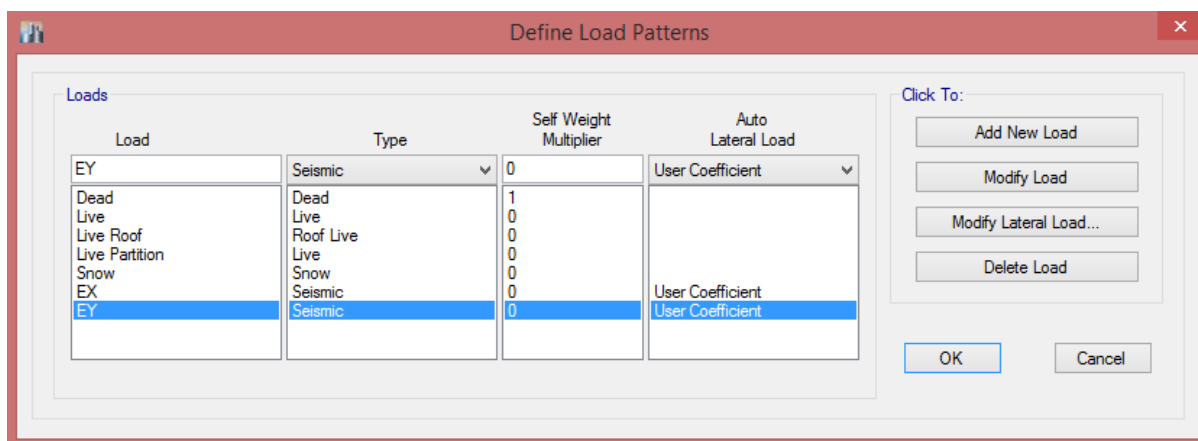 Define Load Patterns
Loads
Click To:
Load Type Self Weight Multiplier Auto Lateral Load
EY Seismic 0 User Coefficient
Dead Dead 1
Live Live 0
Live Roof Roof Live 0
Live Partition Live 0
Snow Snow 0
EX Seismic 0 User Coefficient
EY Seismic 0 User Coefficient
Add New Load
Modify Load
Modify Lateral Load...
Delete Load
OK Cancel